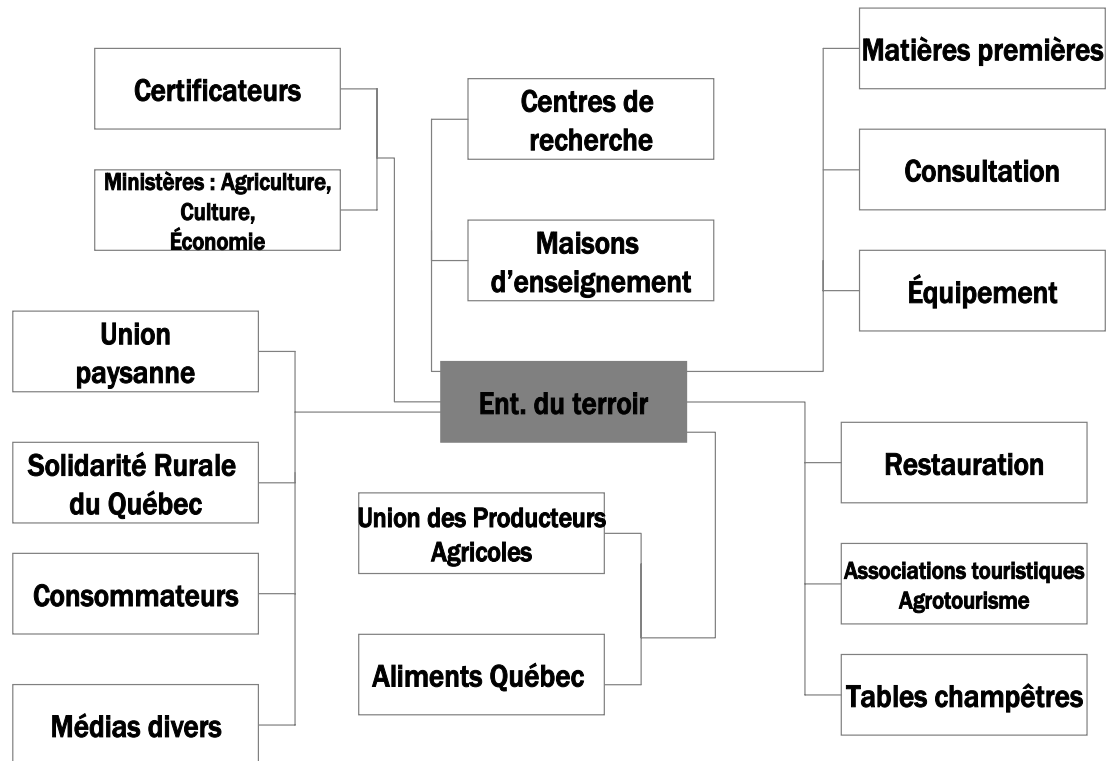 Certificateurs
Ministères : Agriculture,
Culture,
Économie
Centres de
recherche
Maisons
d’enseignement
Matières premières
Consultation
Équipement
Union
paysanne
Solidarité Rurale
du Québec
Consommateurs
Médias divers
Ent. du terroir
Union des Producteurs
Agricoles
Aliments Québec
Restauration
Associations touristiques
Agrotourisme
Tables champêtres